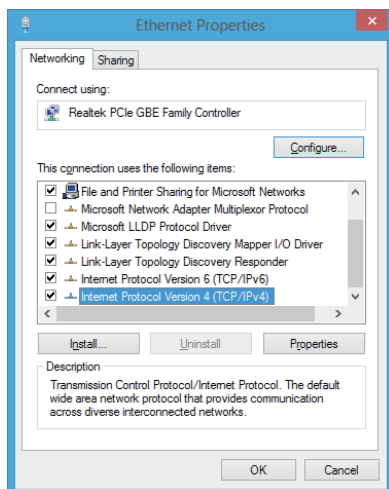 Ethernet Properties
Networking
Sharing
Connect using:
Realtek PCIe GBE Family Controller
Configure...
This connection uses the following items:
File and Printer Sharing for Microsoft Networks
Microsoft Network Adapter Multiplexor Protocol
Microsoft LLDP Protocol Driver
Link-Layer Topology Discovery Mapper I/O Driver
Link-Layer Topology Discovery Responder
Internet Protocol Version 6 (TCP/IPv6)
Internet Protocol Version 4 (TCP/IPv4)
Install...
Uninstall
Properties
Description
Transmission Control Protocol/Internet Protocol. The default
wide area network protocol that provides communication
across diverse interconnected networks.
OK
Cancel